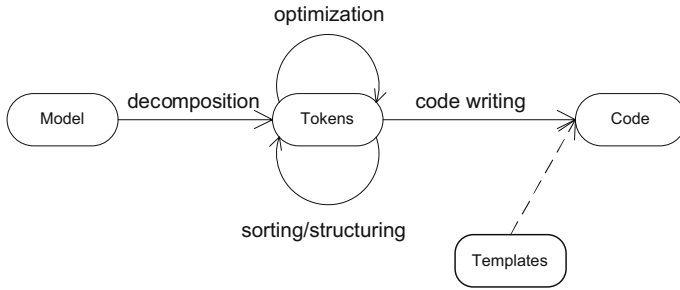 optimization
decomposition
code writing
Model
Tokens
Code
sorting/structuring
Templates